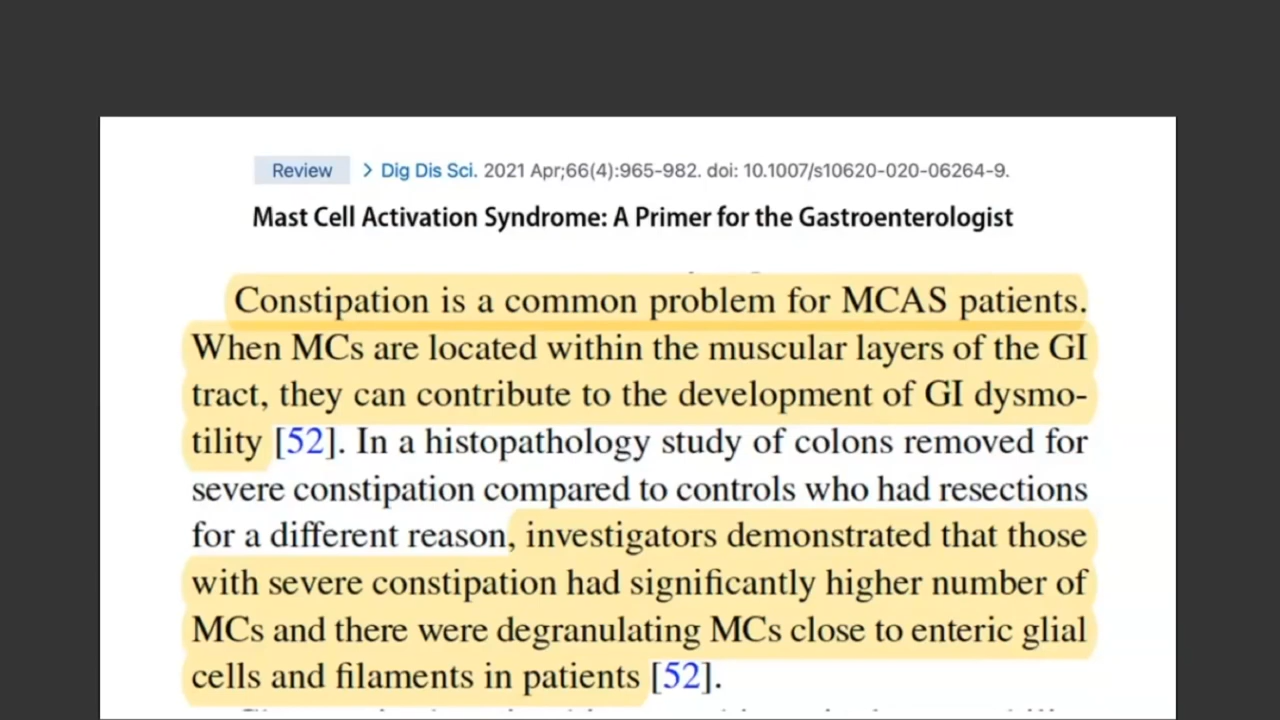 Review > Dig Dis Sci. 2021 Apr;66(4):965-982. doi: 10.1007/s10620-020-06264-9.
Mast Cell Activation Syndrome: A Primer for the Gastroenterologist
Constipation is a common problem for MCAS patients.
When MCs are located within the muscular layers of the GI
tract, they can contribute to the development of GI dysmo-
tility [52]. In a histopathology study of colons removed for
severe constipation compared to controls who had resections
for a different reason, investigators demonstrated that those
with severe constipation had significantly higher number of
MCs and there were degranulating MCs close to enteric glial
cells and filaments in patients [52].